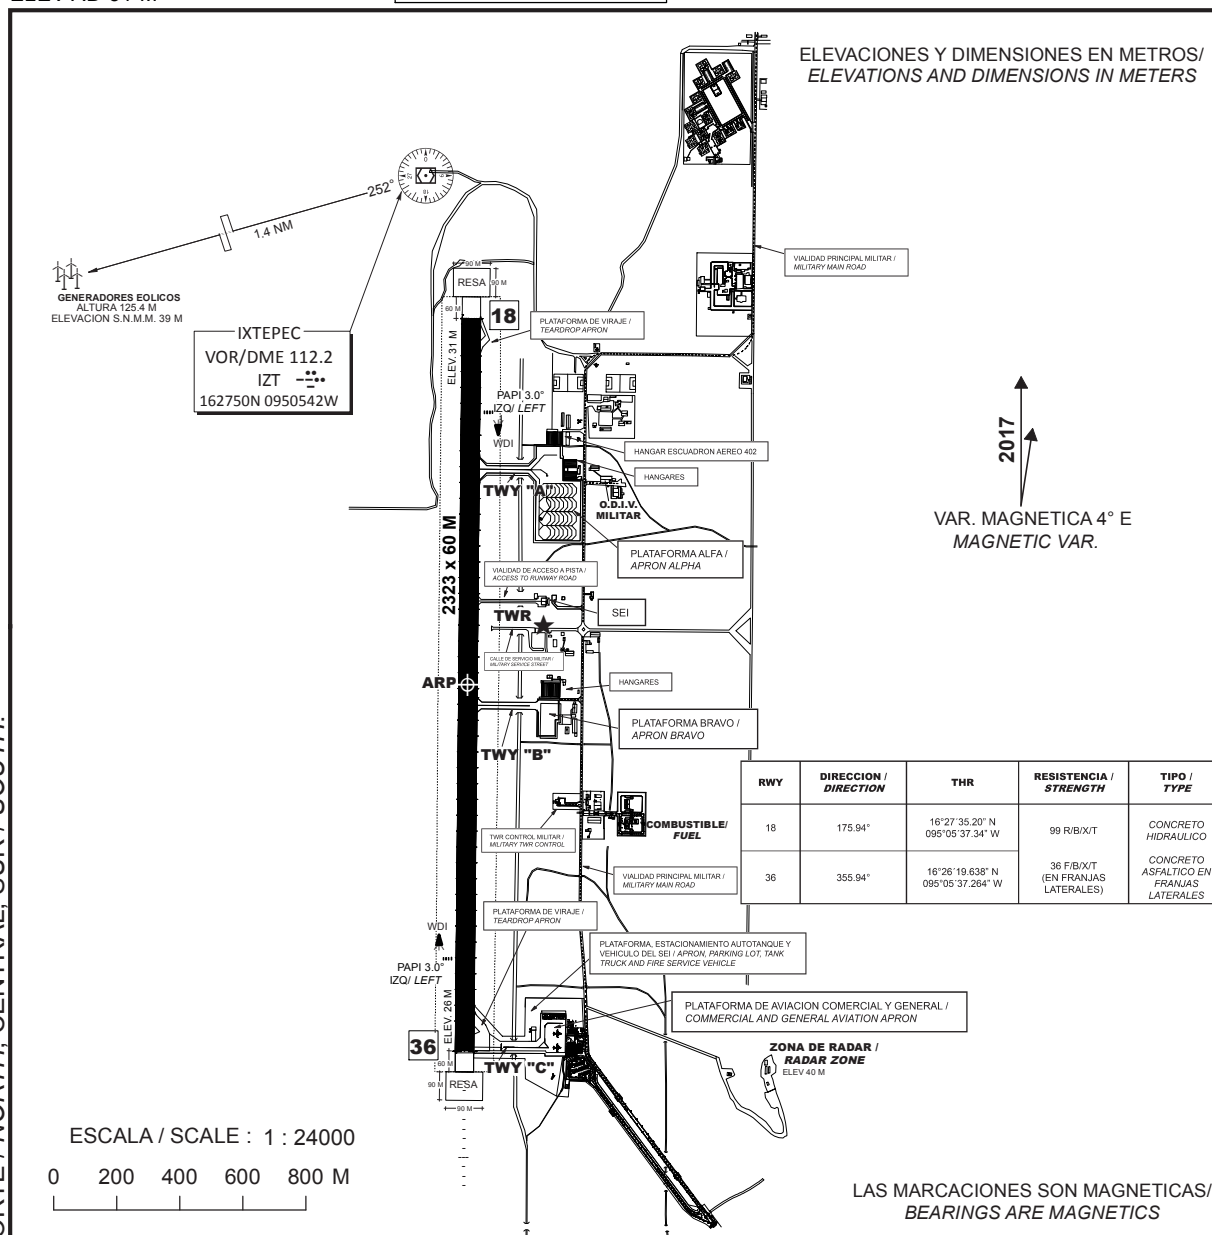 ELEVACIONES Y DIMENSIONES EN METROS/
ELEVATIONS AND DIMENSIONS IN METERS
252°
1.4 NM
GENERADORES EOLICOS
ALTURA 125.4 M
ELEVACION S.N.M.M. 39 M
IXTEPEC
VOR/DME 112.2
IZT
162750N 0950542W
VIALIDAD PRINCIPAL MILITAR /
MILITARY MAIN ROAD
90 M
RESA
90 M
60 M
18
PLATAFORMA DE VIRAJE /
TEARDROP APRON
ELEV. 31 M
PAPI 3.0°
IZQ/ LEFT
WDI
HANGAR ESCUADRON AEREO 402
HANGARES
TWY "A"
O.D.I.V.
MILITAR
2017
VAR. MAGNETICA 4° E
MAGNETIC VAR.
PLATAFORMA ALFA /
APRON ALPHA
2323 x 60 M
VIALIDAD DE ACCESO A PISTA /
ACCESS TO RUNWAY ROAD
SEI
TWR
CALLE DE SERVICIO MILITAR /
MILITARY SERVICE STREET
ARP
HANGARES
PLATAFORMA BRAVO /
APRON BRAVO
TWY "B"
RWY
DIRECCION /
DIRECTION
THR
RESISTENCIA /
STRENGTH
TIPO /
TYPE
18
175.94°
16°27´35.20" N
095°05´37.34" W
99 R/B/X/T
CONCRETO
HIDRAULICO
36
355.94°
16°26´19.638" N
095°05´37.264" W
36 F/B/X/T
(EN FRANJAS
LATERALES)
CONCRETO
ASFALTICO EN
FRANJAS
LATERALES
COMBUSTIBLE/
FUEL
TWR CONTROL MILITAR /
MILITARY TWR CONTROL
VIALIDAD PRINCIPAL MILITAR /
MILITARY MAIN ROAD
PLATAFORMA DE VIRAJE /
TEARDROP APRON
WDI
PAPI 3.0°
IZQ/ LEFT
PLATAFORMA, ESTACIONAMIENTO AUTOTANQUE Y
VEHICULO DEL SEI / APRON, PARKING LOT, TANK
TRUCK AND FIRE SERVICE VEHICLE
ELEV. 26 M
PLATAFORMA DE AVIACION COMERCIAL Y GENERAL /
COMMERCIAL AND GENERAL AVIATION APRON
36
ZONA DE RADAR /
RADAR ZONE
ELEV 40 M
TWY "C"
60 M
90 M
RESA
90 M
ESCALA / SCALE : 1 : 24000
0 200 400 600 800 M
LAS MARCACIONES SON MAGNETICAS/
BEARINGS ARE MAGNETICS